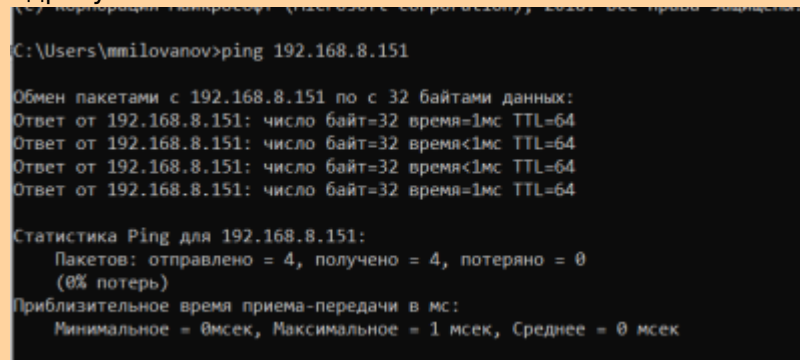 C:\Users\mmilovanov>ping 192.168.8.151
Обмен пакетами с 192.168.8.151 по с 32 байтами данных:
Ответ от 192.168.8.151: число байт=32 время=1мс TTL=64
Ответ от 192.168.8.151: число байт=32 время<1мс TTL=64
Ответ от 192.168.8.151: число байт=32 время<1мс TTL=64
Ответ от 192.168.8.151: число байт=32 время=1мс TTL=64
Статистика Ping для 192.168.8.151:
Пакетов: отправлено = 4, получено = 4, потеряно = 0
(0% потерь)
Приблизительное время приема-передачи в мс:
Минимальное = 0мсек, Максимальное = 1 мсек, Среднее = 0 мсек